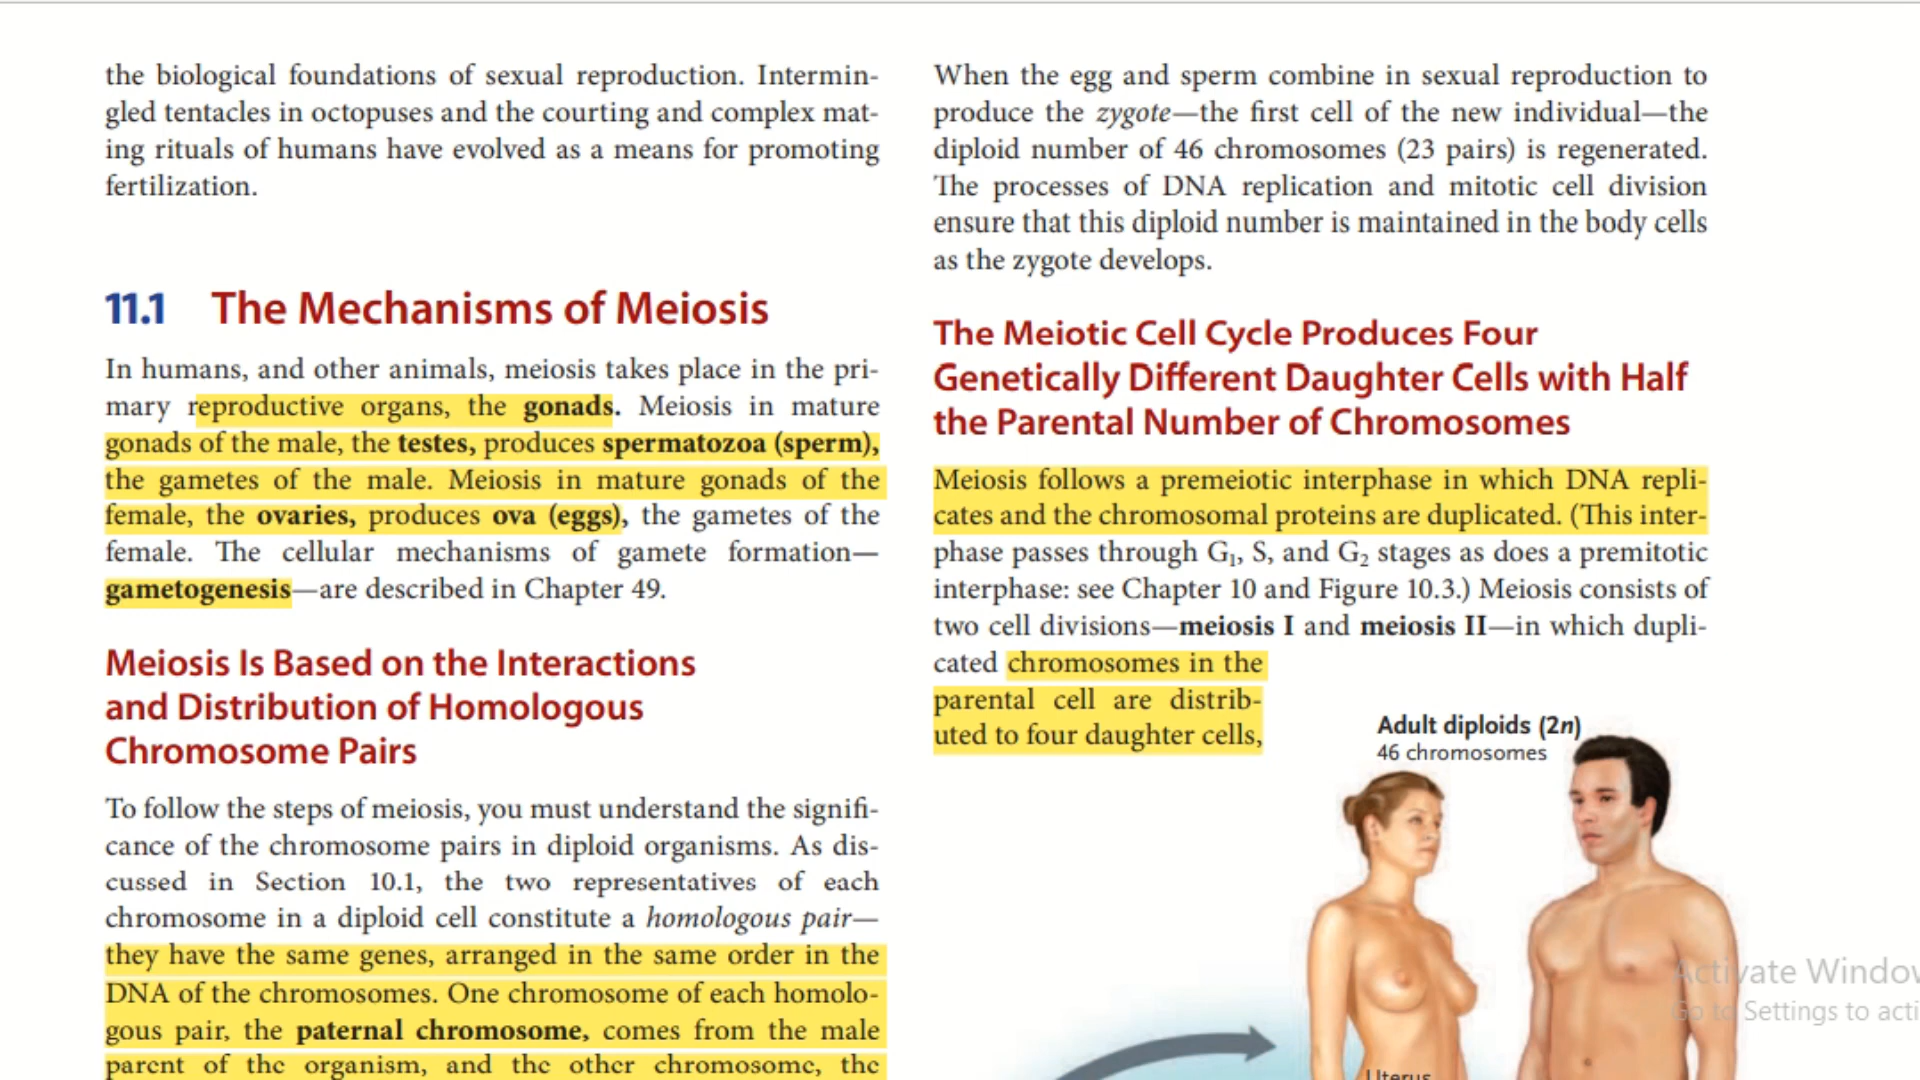 the biological foundations of sexual reproduction. Intermin-
gled tentacles in octopuses and the courting and complex mat-
ing rituals of humans have evolved as a means for promoting
fertilization.
11.1 The Mechanisms of Meiosis
In humans, and other animals, meiosis takes place in the pri-
mary reproductive organs, the gonads. Meiosis in mature
gonads of the male, the testes, produces spermatozoa (sperm),
the gametes of the male. Meiosis in mature gonads of the
female, the ovaries, produces ova (eggs), the gametes of the
female. The cellular mechanisms of gamete formation—
gametogenesis—are described in Chapter 49.
Meiosis Is Based on the Interactions
and Distribution of Homologous
Chromosome Pairs
To follow the steps of meiosis, you must understand the signifi-
cance of the chromosome pairs in diploid organisms. As dis-
cussed in Section 10.1, the two representatives of each
chromosome in a diploid cell constitute a homologous pair—
they have the same genes, arranged in the same order in the
DNA of the chromosomes. One chromosome of each homolo-
gous pair, the paternal chromosome, comes from the male
parent of the organism, and the other chromosome, the
When the egg and sperm combine in sexual reproduction to
produce the zygote—the first cell of the new individual—the
diploid number of 46 chromosomes (23 pairs) is regenerated.
The processes of DNA replication and mitotic cell division
ensure that this diploid number is maintained in the body cells
as the zygote develops.
The Meiotic Cell Cycle Produces Four
Genetically Different Daughter Cells with Half
the Parental Number of Chromosomes
Meiosis follows a premeiotic interphase in which DNA repli-
cates and the chromosomal proteins are duplicated. (This inter-
phase passes through G₁, S, and G₂ stages as does a premitotic
interphase: see Chapter 10 and Figure 10.3.) Meiosis consists of
two cell divisions—meiosis I and meiosis II—in which dupli-
cated chromosomes in the
parental cell are distrib-
uted to four daughter cells,
Adult diploids (2n)
46 chromosomes
Uterus
Activate Window
Go to Settings to acti